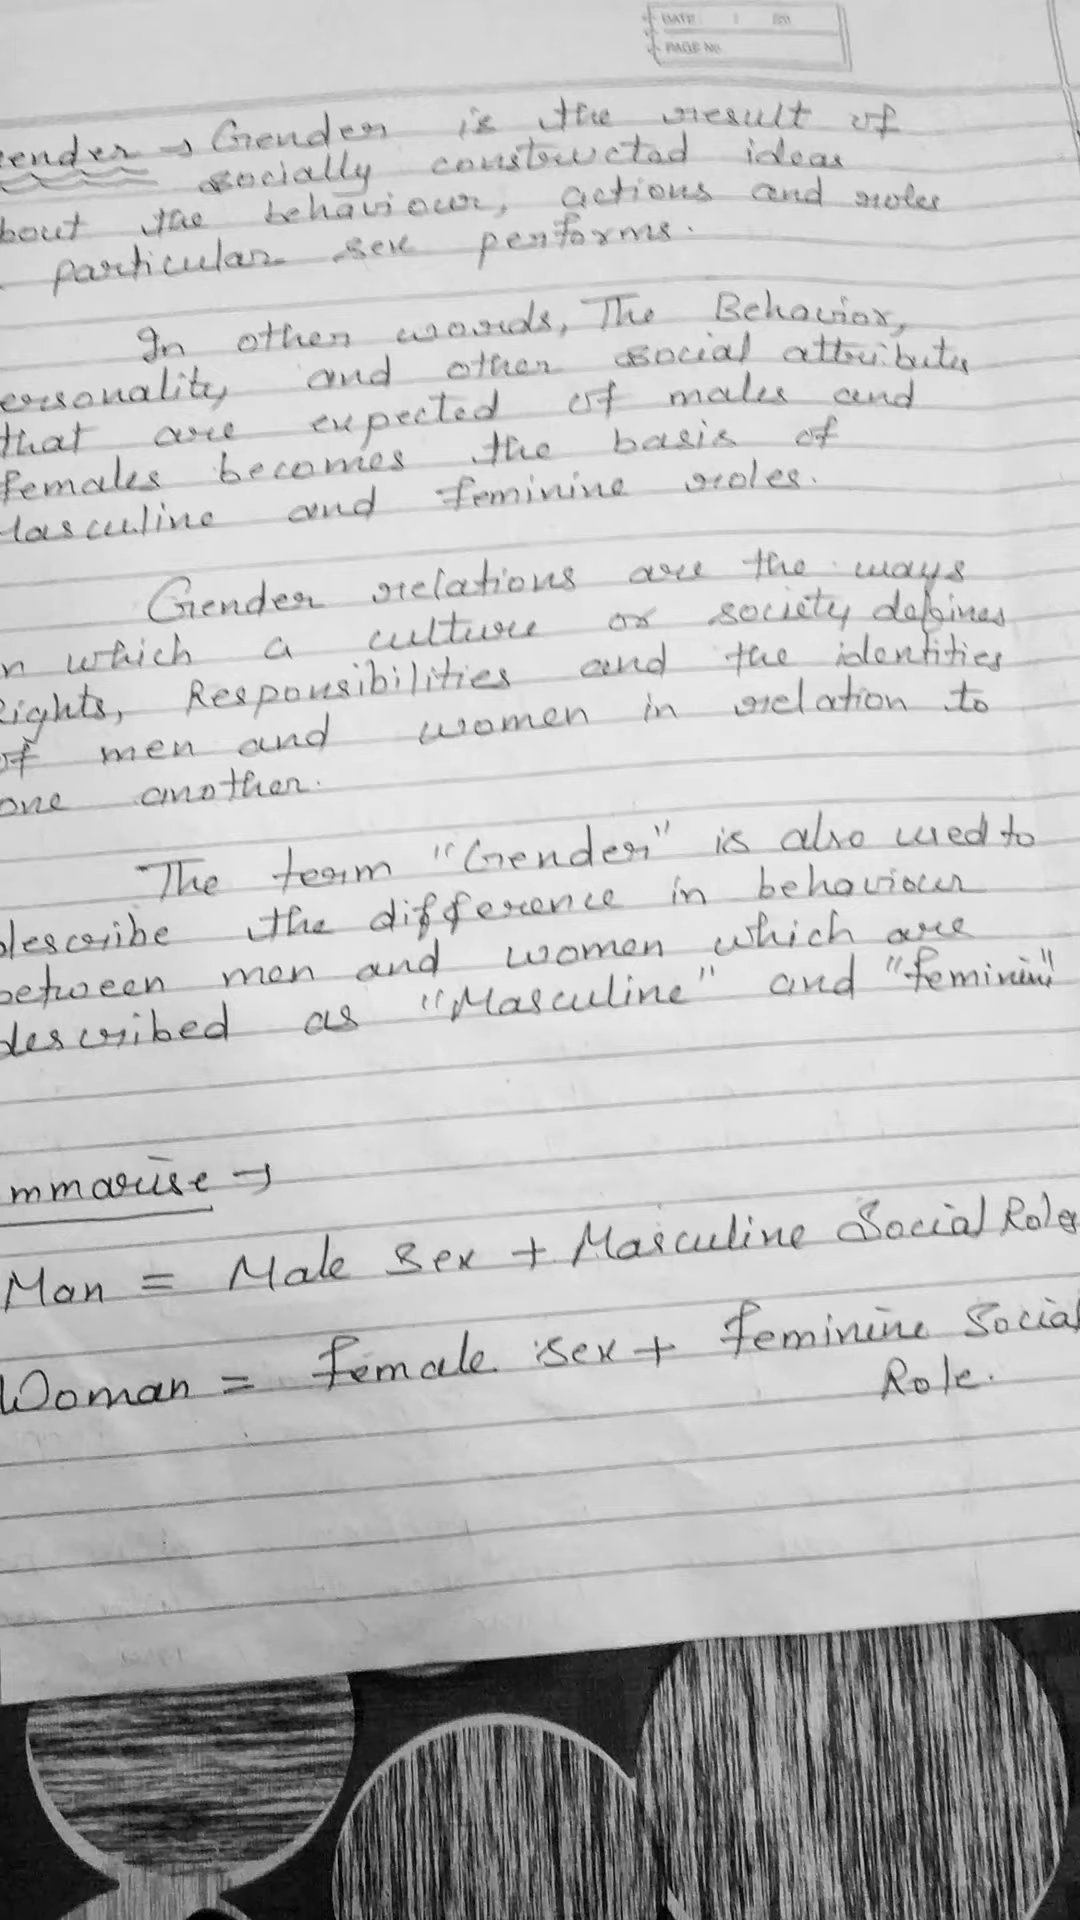 DATE / /20
PAGE NO.
ender → Gender is the result of
socially constructed ideas
bout the behaviour, actions and roles
particular sex performs.
In other words, The Behavior,
ersonality, and other social attributes
that are expected of males and
females becomes the basis of
Masculine and feminine roles.
Gender relations are the ways
n which a culture or society defines
Rights, Responsibilities and the identities
of men and women in relation to
one another.
The term "Gender" is also used to
describe the difference in behaviour
between men and women which are
described as "Masculine" and "feminine"
mmarise →
Man = Male Sex + Masculine Social Role
Woman = female sex + feminine Social
Role.